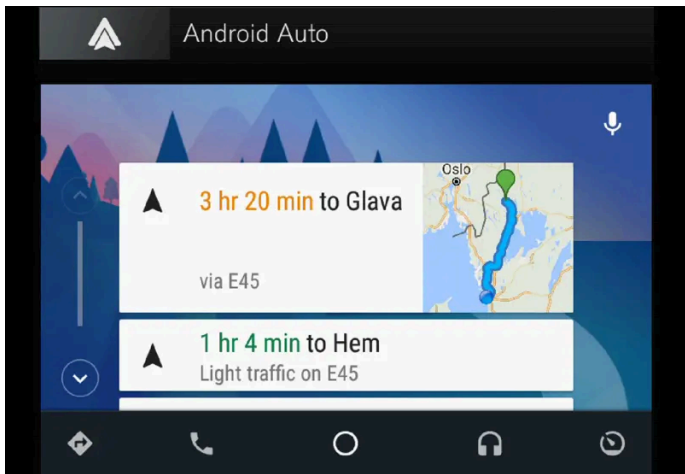 Android Auto
3 hr 20 min to Glava
via E45
Oslo
1 hr 4 min to Hem
Light traffic on E45